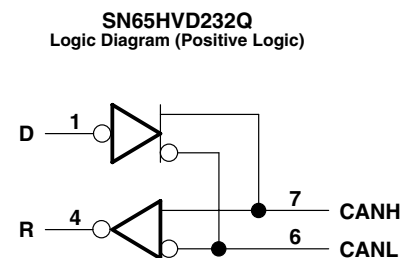 SN65HVD232Q
Logic Diagram (Positive Logic)
D 1
R 4
7 CANH
6 CANL